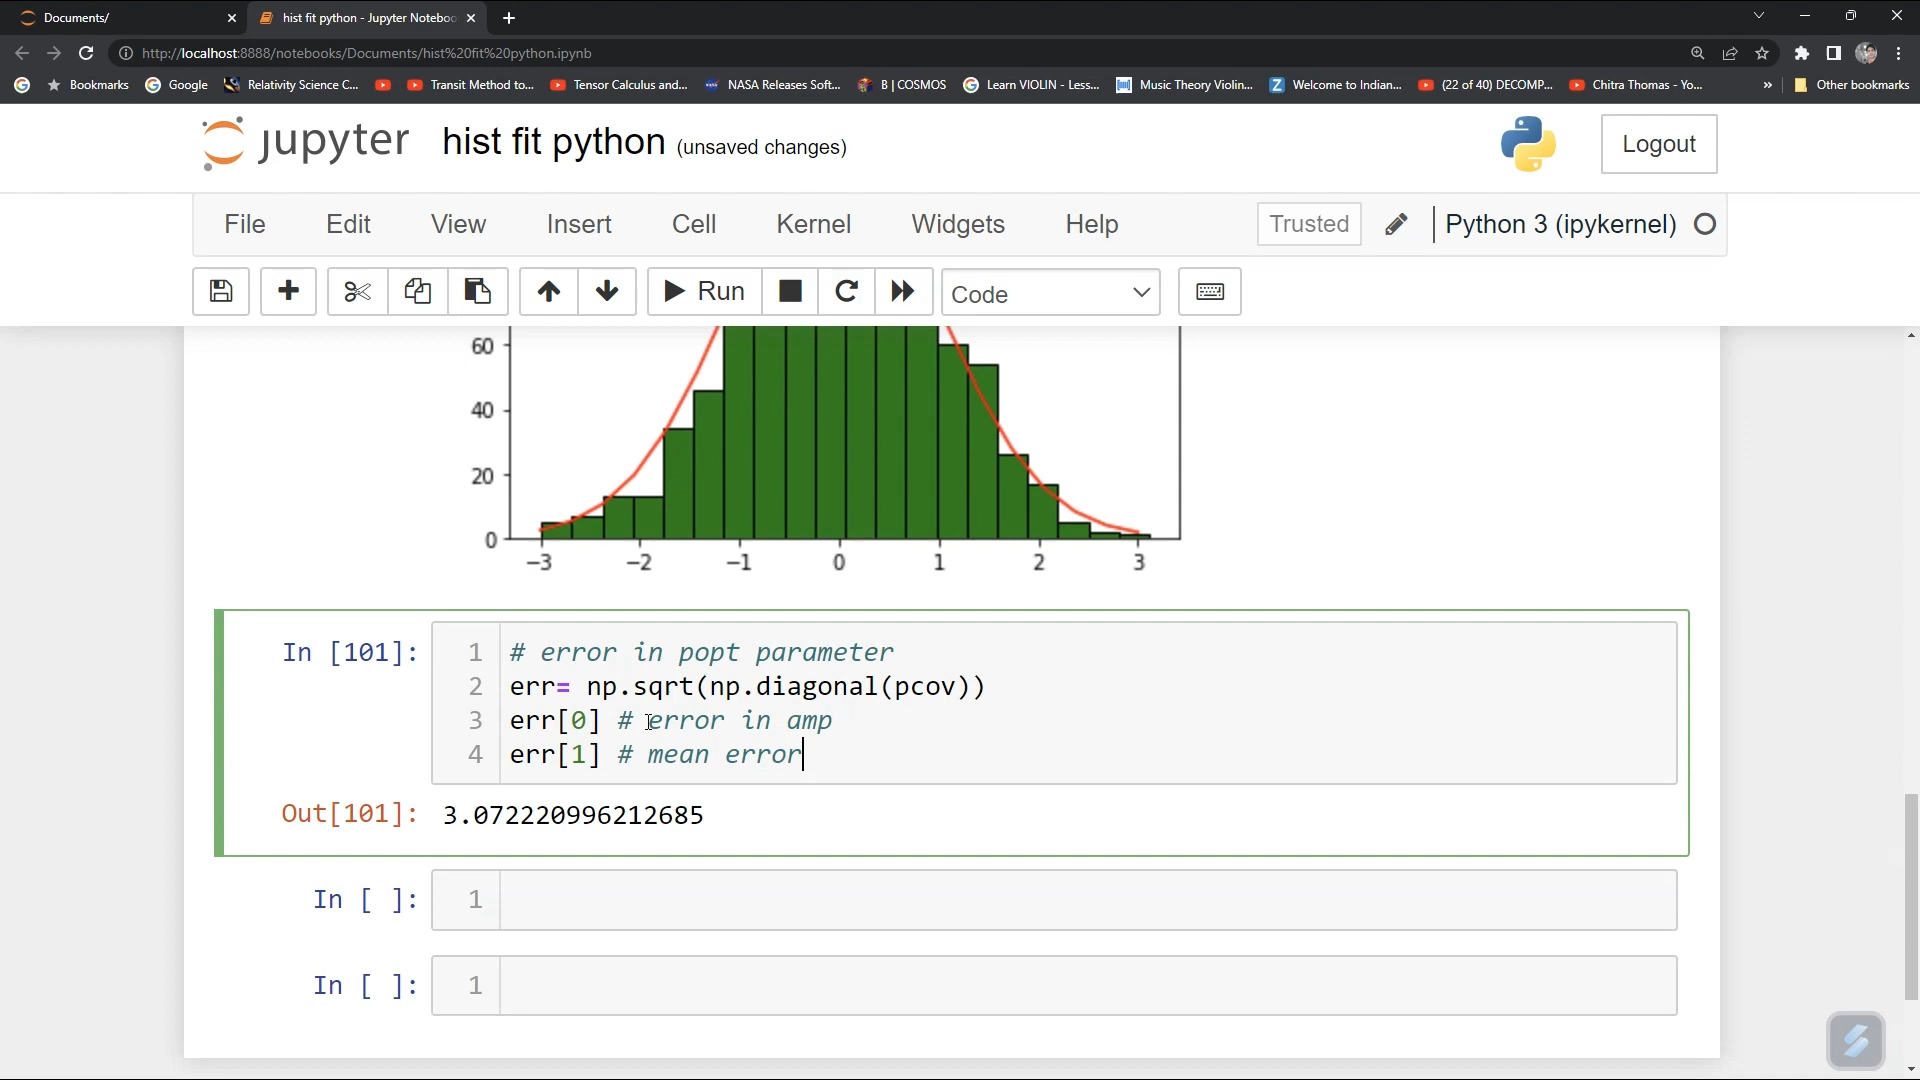 Documents/
hist fit python - Jupyter Noteboo
http://localhost:8888/notebooks/Documents/hist%20fit%20python.ipynb
Bookmarks Google Relativity Science C... Transit Method to... Tensor Calculus and... NASA Releases Soft... B | COSMOS Learn VIOLIN - Less... Music Theory Violin... Welcome to Indian... (22 of 40) DECOMP... Chitra Thomas - Yo... » Other bookmarks
jupyter hist fit python (unsaved changes) Logout
File Edit View Insert Cell Kernel Widgets Help Trusted Python 3 (ipykernel)
Run Code
60
40
20
0
−3 −2 −1 0 1 2 3
In [101]: 1 # error in popt parameter
2 err= np.sqrt(np.diagonal(pcov))
3 err[0] # error in amp
4 err[1] # mean error
Out[101]: 3.072220996212685
In [ ]: 1
In [ ]: 1